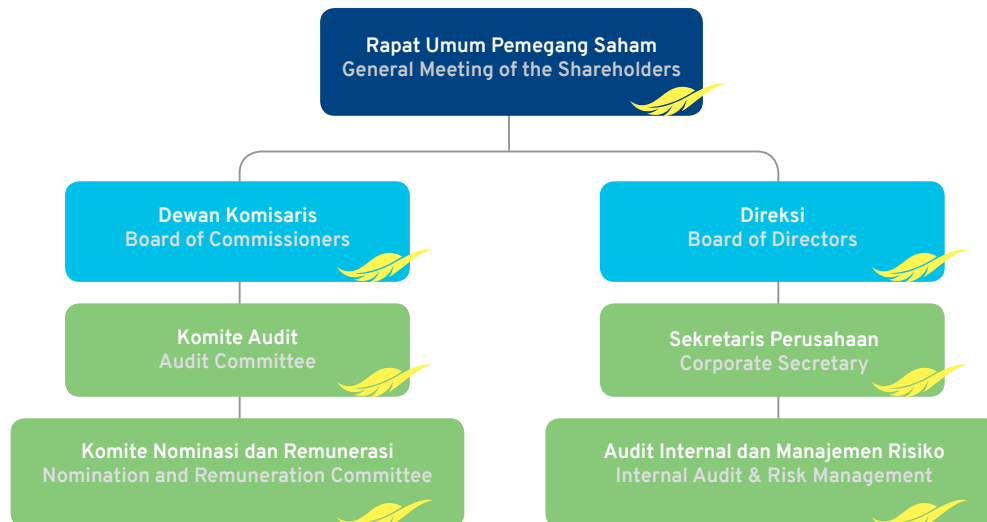 Rapat Umum Pemegang Saham
General Meeting of the Shareholders
Dewan Komisaris
Board of Commissioners
Direksi
Board of Directors
Komite Audit
Audit Committee
Sekretaris Perusahaan
Corporate Secretary
Komite Nominasi dan Remunerasi
Nomination and Remuneration Committee
Audit Internal dan Manajemen Risiko
Internal Audit & Risk Management